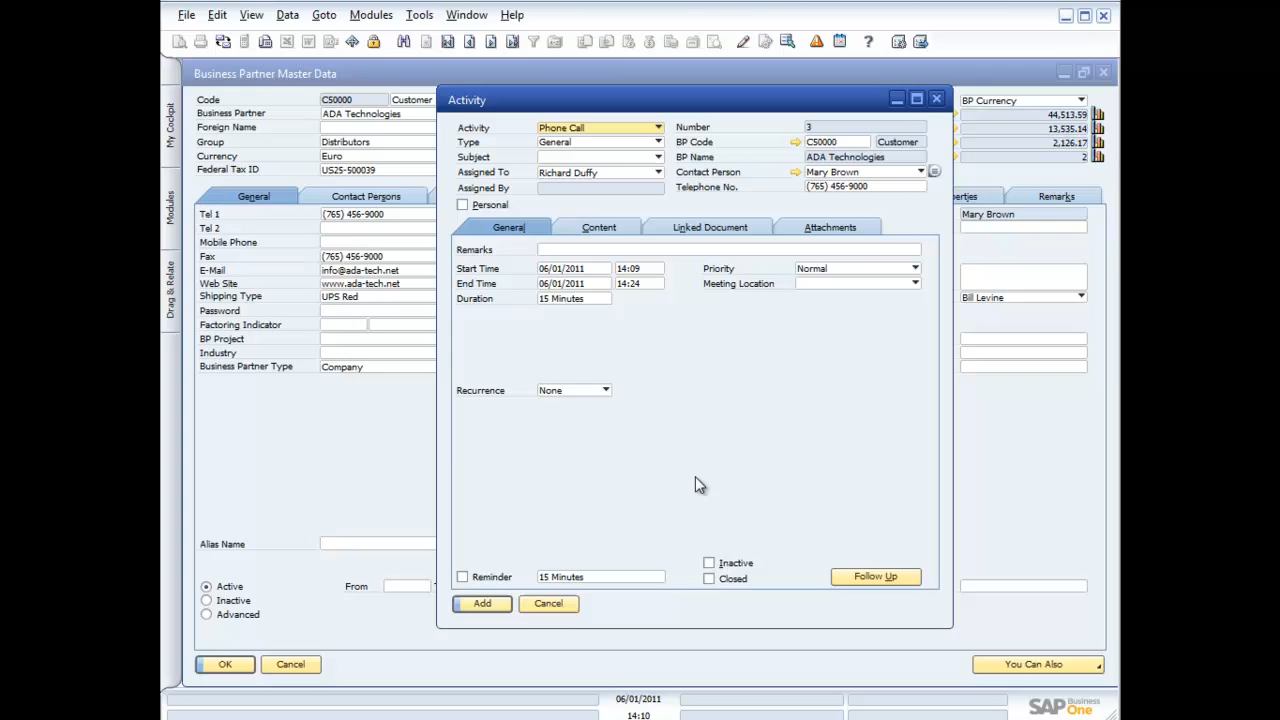 File Edit View Data Goto Modules Tools Window Help
Business Partner Master Data
My Cockpit
Modules
Drag & Relate
Code C50000 Customer
Business Partner ADA Technologies
Foreign Name
Group Distributors
Currency Euro
Federal Tax ID US25-500039
BP Currency
44,513.59
13,535.14
2,126.17
2
General Contact Persons erties Remarks
Tel 1 (765) 456-9000
Tel 2
Mobile Phone
Fax (765) 456-9000
E-Mail info@ada-tech.net
Web Site www.ada-tech.net
Shipping Type UPS Red
Password
Factoring Indicator
BP Project
Industry
Business Partner Type Company
Mary Brown
Bill Levine
Alias Name
Active From
Inactive
Advanced
OK Cancel You Can Also
Activity
Activity Phone Call Number 3
Type General BP Code C50000 Customer
Subject BP Name ADA Technologies
Assigned To Richard Duffy Contact Person Mary Brown
Assigned By Telephone No. (765) 456-9000
Personal
General Content Linked Document Attachments
Remarks
Start Time 06/01/2011 14:09 Priority Normal
End Time 06/01/2011 14:24 Meeting Location
Duration 15 Minutes
Recurrence None
Inactive
Reminder 15 Minutes Closed Follow Up
Add Cancel
06/01/2011
14:10
SAP Business One